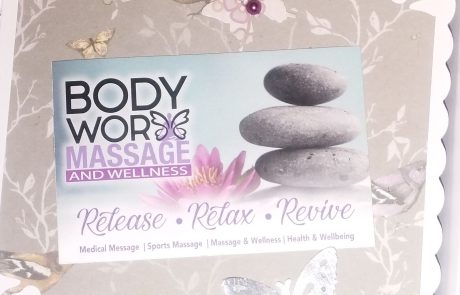 BODY
WORX
MASSAGE
AND WELLNESS
Release • Relax • Revive
Medical Message | Sports Massage | Massage & Wellness | Health & Wellbeing